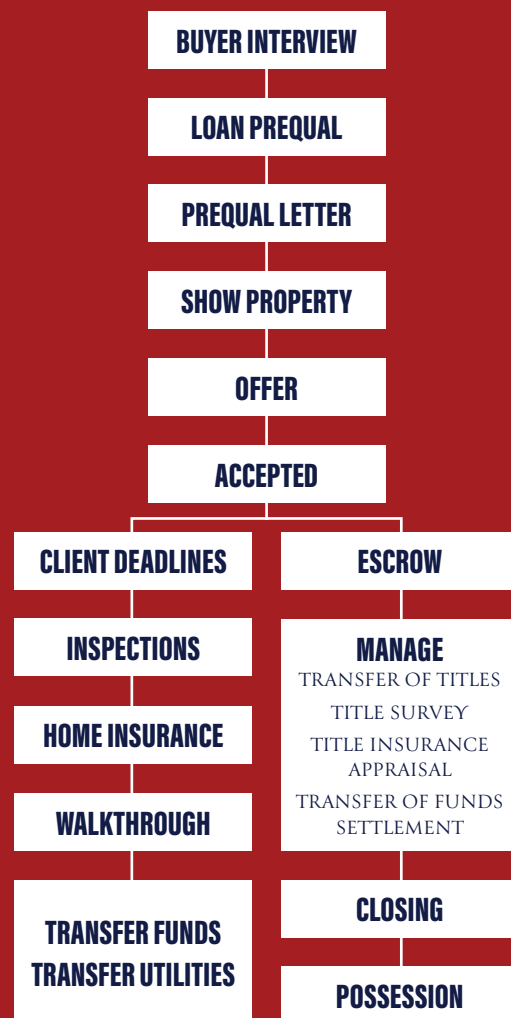 BUYER INTERVIEW
LOAN PREQUAL
PREQUAL LETTER
SHOW PROPERTY
OFFER
ACCEPTED
CLIENT DEADLINES
INSPECTIONS
HOME INSURANCE
WALKTHROUGH
TRANSFER FUNDS
TRANSFER UTILITIES
ESCROW
MANAGE
TRANSFER OF TITLES
TITLE SURVEY
TITLE INSURANCE
APPRAISAL
TRANSFER OF FUNDS
SETTLEMENT
CLOSING
POSSESSION